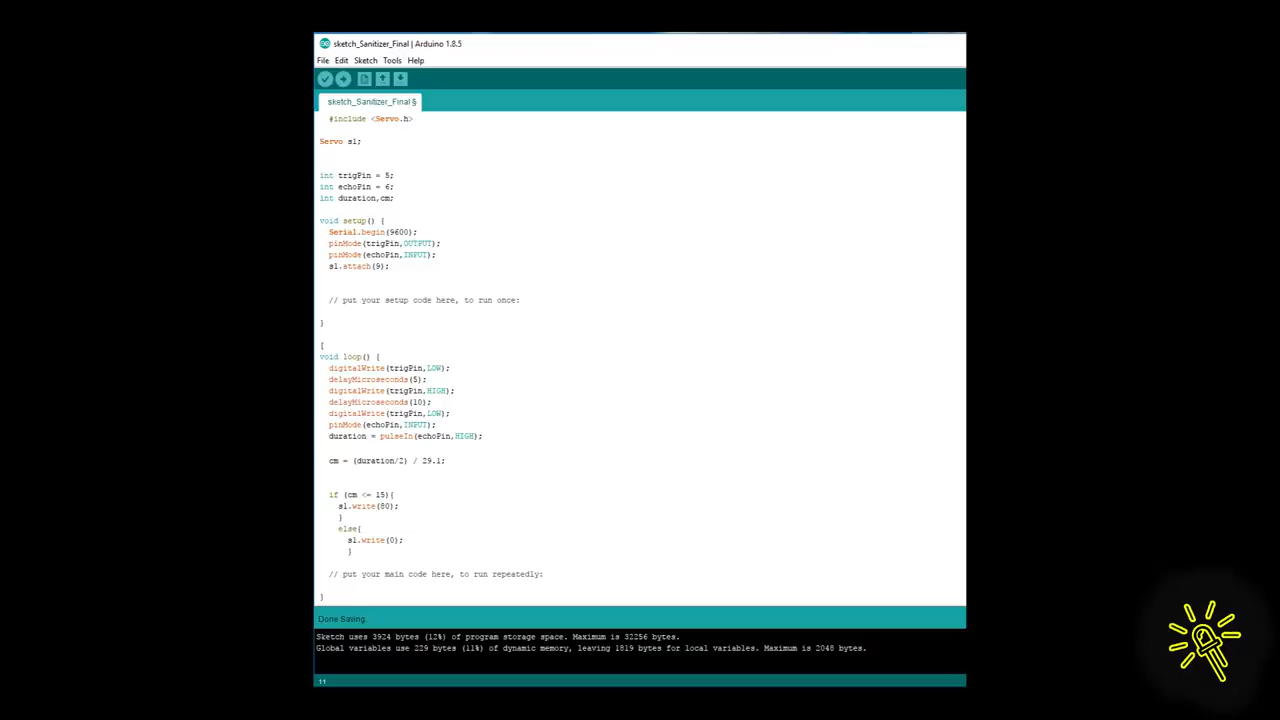 sketch_Sanitizer_Final | Arduino 1.8.5
File Edit Sketch Tools Help
sketch_Sanitizer_Final §
#include <Servo.h>
Servo s1;
int trigPin = 5;
int echoPin = 6;
int duration,cm;
void setup() {
Serial.begin(9600);
pinMode(trigPin,OUTPUT);
pinMode(echoPin,INPUT);
s1.attach(9);
// put your setup code here, to run once:
}
[
void loop() {
digitalWrite(trigPin,LOW);
delayMicroseconds(5);
digitalWrite(trigPin,HIGH);
delayMicroseconds(10);
digitalWrite(trigPin,LOW);
pinMode(echoPin,INPUT);
duration = pulseIn(echoPin,HIGH);
cm = (duration/2) / 29.1;
if (cm <= 15){
s1.write(80);
}
else{
s1.write(0);
}
// put your main code here, to run repeatedly:
}
Done Saving.
Sketch uses 3924 bytes (12%) of program storage space. Maximum is 32256 bytes.
Global variables use 229 bytes (11%) of dynamic memory, leaving 1819 bytes for local variables. Maximum is 2048 bytes.
11